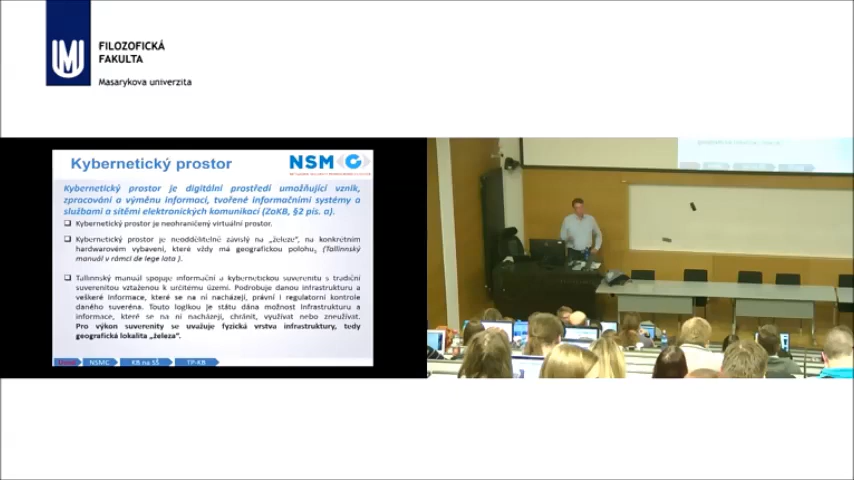 FILOZOFICKÁ
FAKULTA
Masarykova univerzita
Kybernetický prostor
NSM C
Kybernetický prostor je digitální prostředí umožňující vznik,
zpracování a výměnu informací, tvořené informačními systémy a
službami a sítěmi elektronických komunikací (ZoKB, §2 pís. a).
Kybernetický prostor je neohraničený virtuální prostor.
Kybernetický prostor je neoddělitelně závislý na „železe", na konkrétním
hardwarovém vybavení, které vždy má geografickou polohu, (Tallinnský
manuál v rámci de lege lata ).
Tallinnský manuál spojuje informační a kybernetickou suverenitu s tradiční
suverenitou vztaženou k určitému území. Podrobuje danou infrastrukturu a
veškeré informace, které se na ní nacházejí, právní i regulatorní kontrole
daného suveréna. Touto logikou je státu dána možnost infrastrukturu a
informace, které se na ní nacházejí, chránit, využívat nebo zneužívat.
Pro výkon suverenity se uvažuje fyzická vrstva infrastruktury, tedy
geografická lokalita „železa".
Úvod NSMC KB na SŠ TP-KB